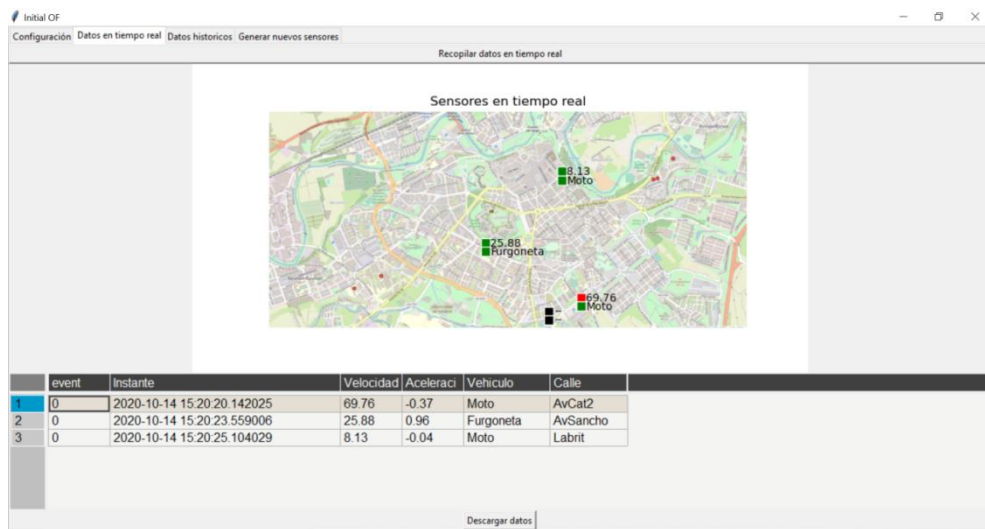 Initial OF
Configuración Datos en tiempo real Datos historicos Generar nuevos sensores
Recopilar datos en tiempo real
Sensores en tiempo real
8.13
Moto
25.88
Furgoneta
69.76
Moto
event Instante Velocidad Aceleraci Vehiculo Calle
1 0 2020-10-14 15:20:20.142025 69.76 -0.37 Moto AvCat2
2 0 2020-10-14 15:20:23.559006 25.88 0.96 Furgoneta AvSancho
3 0 2020-10-14 15:20:25.104029 8.13 -0.04 Moto Labrit
Descargar datos